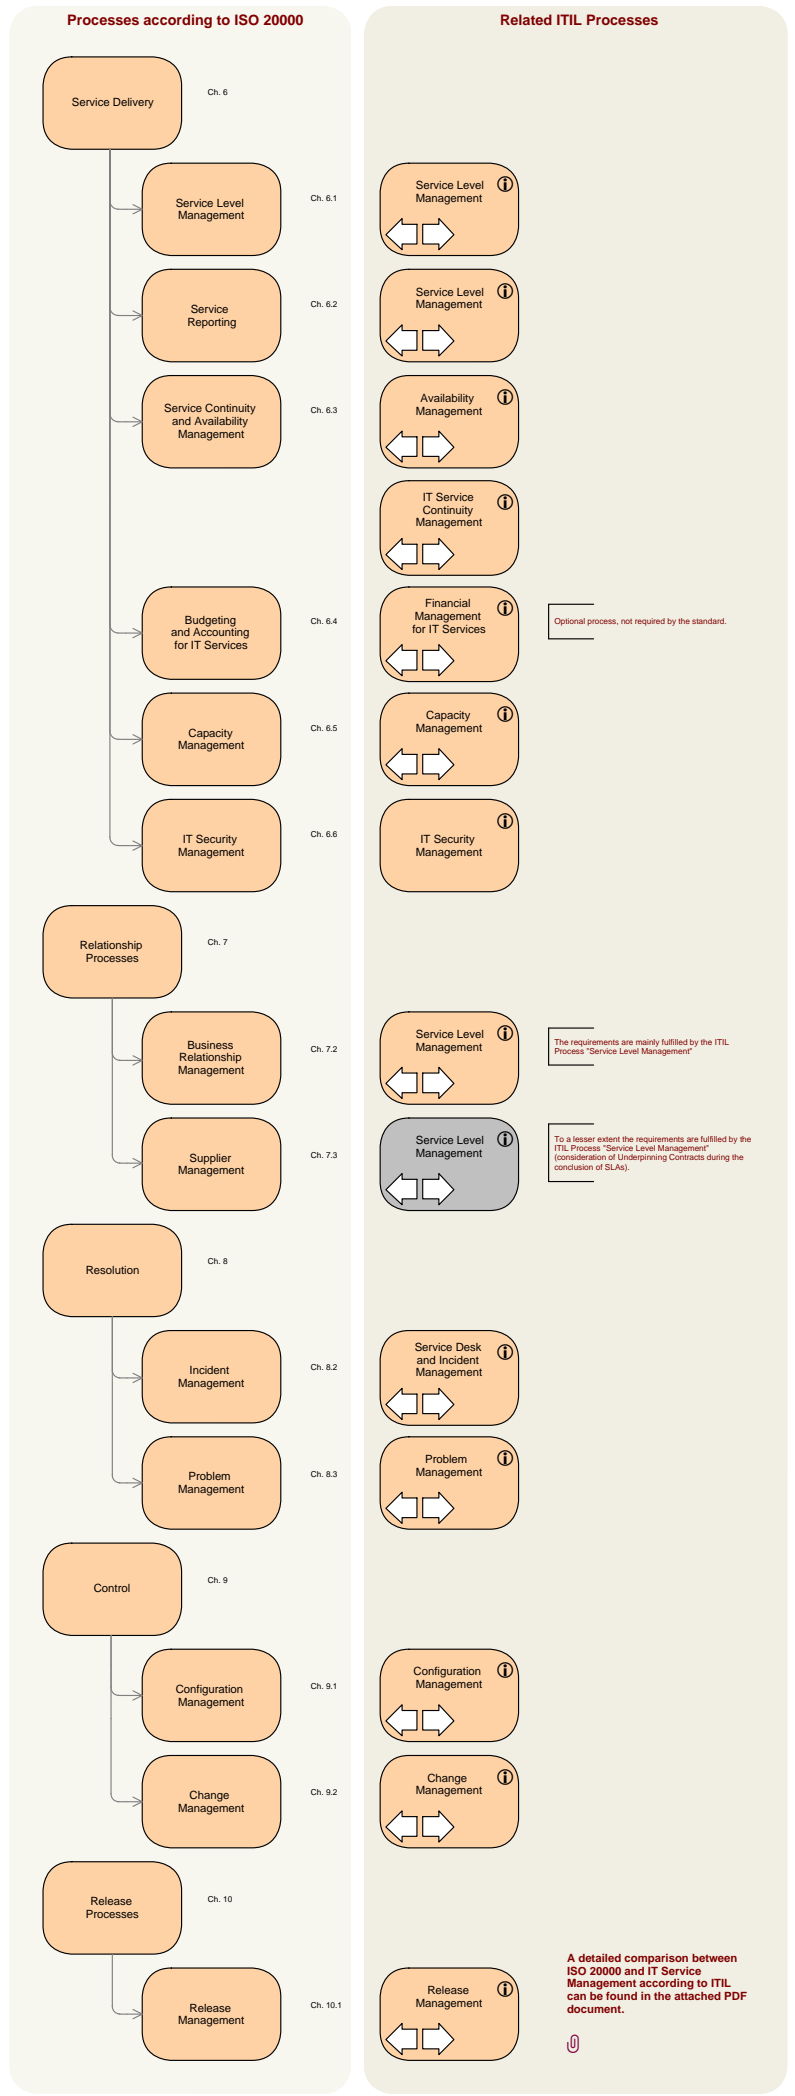 Processes according to ISO 20000
Related ITIL Processes
Service Delivery
Ch. 6
Service Level
Management
Ch. 6.1
Service Level
Management
Service
Reporting
Ch. 6.2
Service Level
Management
Service Continuity
and Availability
Management
Ch. 6.3
Availability
Management
IT Service
Continuity
Management
Budgeting
and Accounting
for IT Services
Ch. 6.4
Financial
Management
for IT Services
Optional process, not required by the standard.
Capacity
Management
Ch. 6.5
Capacity
Management
IT Security
Management
Ch. 6.6
IT Security
Management
Relationship
Processes
Ch. 7
Business
Relationship
Management
Ch. 7.2
Service Level
Management
The requirements are mainly fulfilled by the ITIL
Process "Service Level Management"
Supplier
Management
Ch. 7.3
Service Level
Management
To a lesser extent the requirements are fulfilled by the
ITIL Process "Service Level Management"
(consideration of Underpinning Contracts during the
conclusion of SLAs).
Resolution
Ch. 8
Incident
Management
Ch. 8.2
Service Desk
and Incident
Management
Problem
Management
Ch. 8.3
Problem
Management
Control
Ch. 9
Configuration
Management
Ch. 9.1
Configuration
Management
Change
Management
Ch. 9.2
Change
Management
Release
Processes
Ch. 10
Release
Management
Ch. 10.1
Release
Management
A detailed comparison between
ISO 20000 and IT Service
Management according to ITIL
can be found in the attached PDF
document.